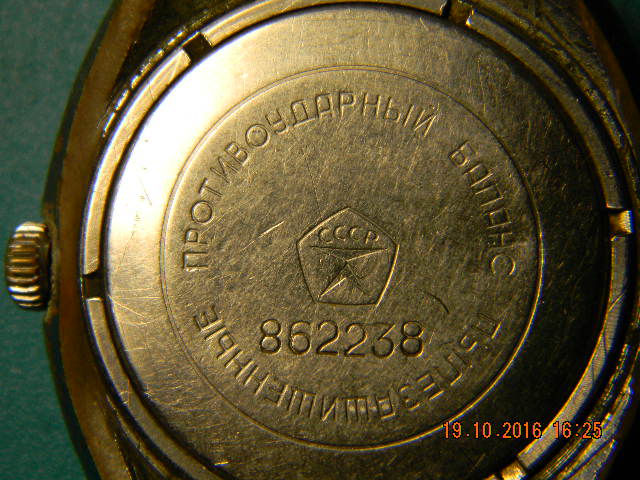 ПРОТИВОУДАРНЫЙ БАЛАНС
ПЫЛЕЗАЩИЩЕННЫЕ
СССР
862238
19.10.2016 16:25